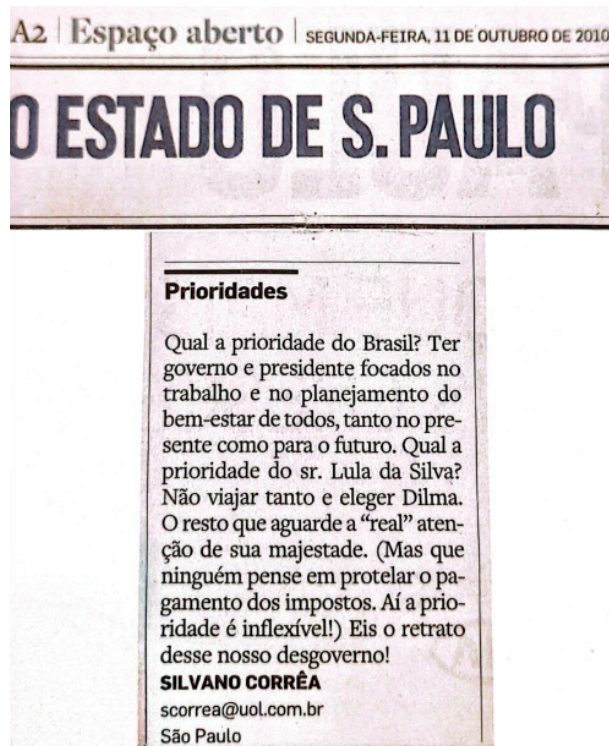 A2 | Espaço aberto | SEGUNDA-FEIRA, 11 DE OUTUBRO DE 2010
O ESTADO DE S. PAULO
Prioridades
Qual a prioridade do Brasil? Ter
governo e presidente focados no
trabalho e no planejamento do
bem-estar de todos, tanto no pre-
sente como para o futuro. Qual a
prioridade do sr. Lula da Silva?
Não viajar tanto e eleger Dilma.
O resto que aguarde a “real” aten-
ção de sua majestade. (Mas que
ninguém pense em protelar o pa-
gamento dos impostos. Aí a prio-
ridade é inflexível!) Eis o retrato
desse nosso desgoverno!
SILVANO CORRÊA
scorrea@uol.com.br
São Paulo